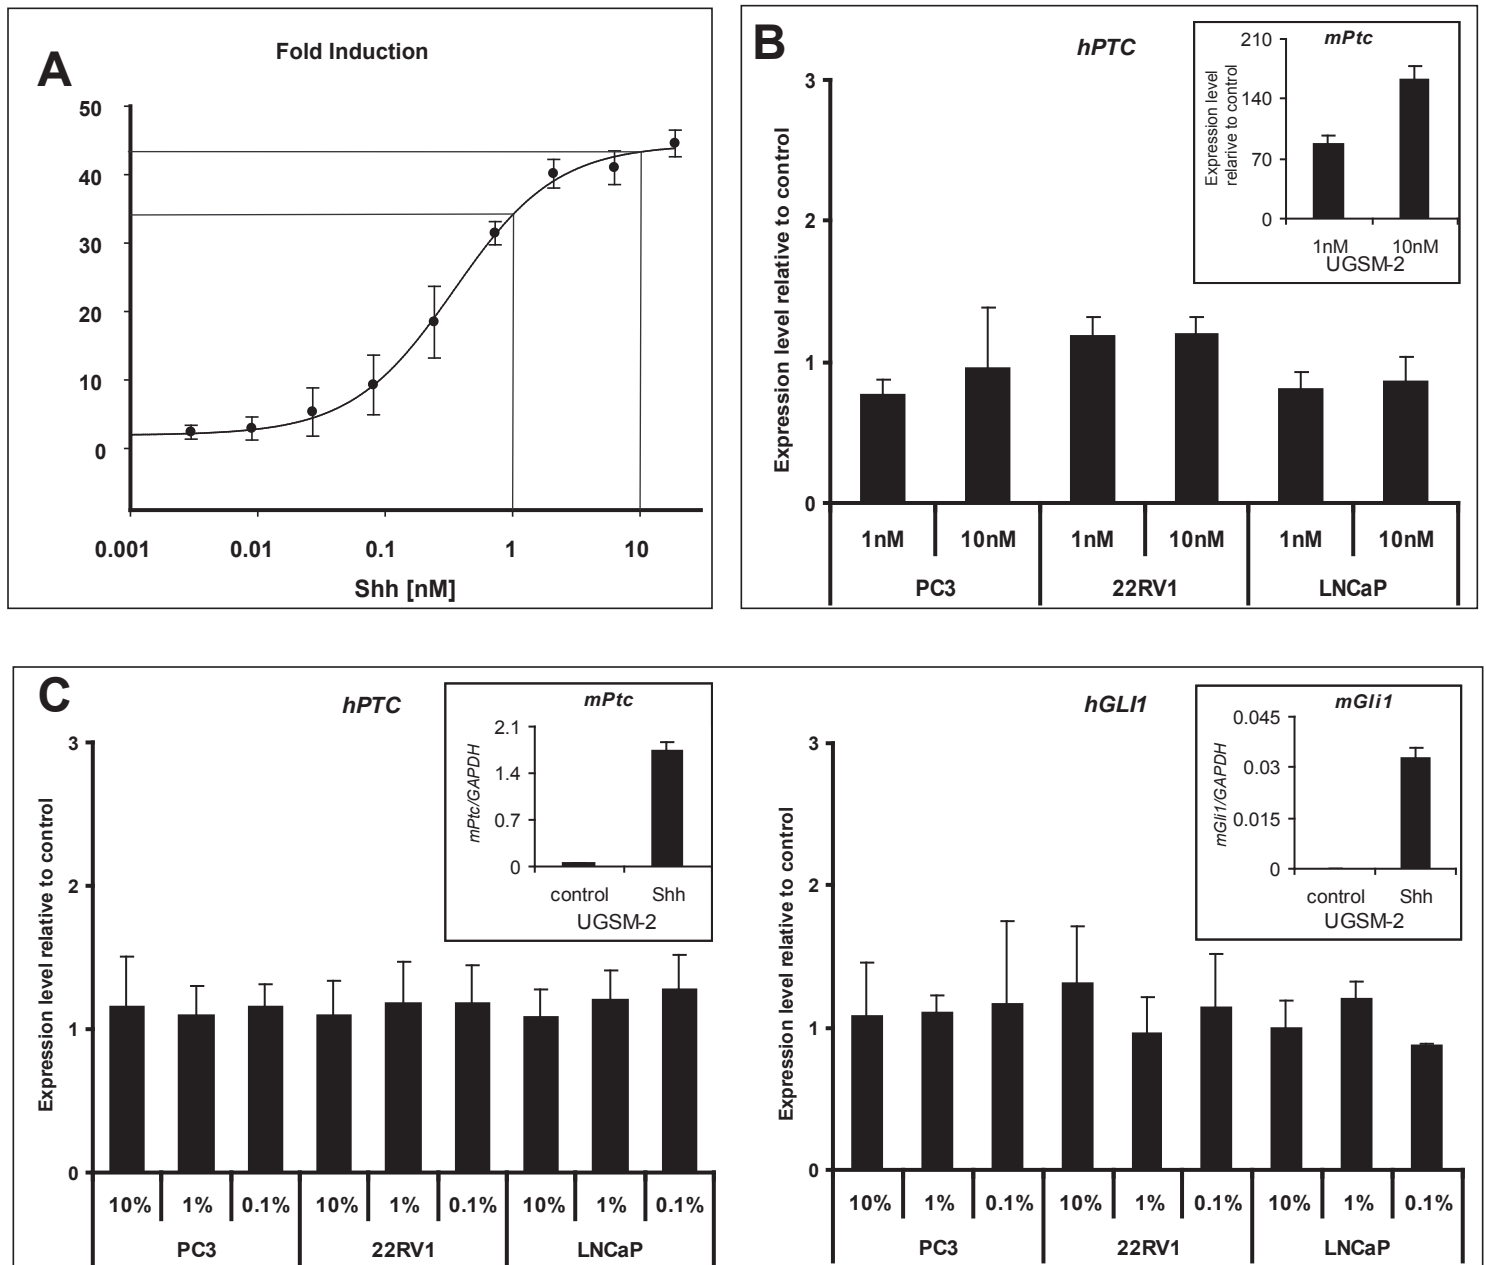 A
Fold Induction
50
40
30
20
10
0
0.001 0.01 0.1 1 10
Shh [nM]
B
hPTC
Expression level relative to control
3
2
1
0
1nM 10nM 1nM 10nM 1nM 10nM
PC3 22RV1 LNCaP
mPtc
Expression level
relarive to control
210
140
70
0
1nM 10nM
UGSM-2
C
hPTC
Expression level relative to control
3
2
1
0
10% 1% 0.1% 10% 1% 0.1% 10% 1% 0.1%
PC3 22RV1 LNCaP
mPtc
mPtc/GAPDH
2.1
1.4
0.7
0
control Shh
UGSM-2
hGLI1
Expression level relative to control
3
2
1
0
10% 1% 0.1% 10% 1% 0.1% 10% 1% 0.1%
PC3 22RV1 LNCaP
mGli1
mGli1/GAPDH
0.045
0.03
0.015
0
control Shh
UGSM-2